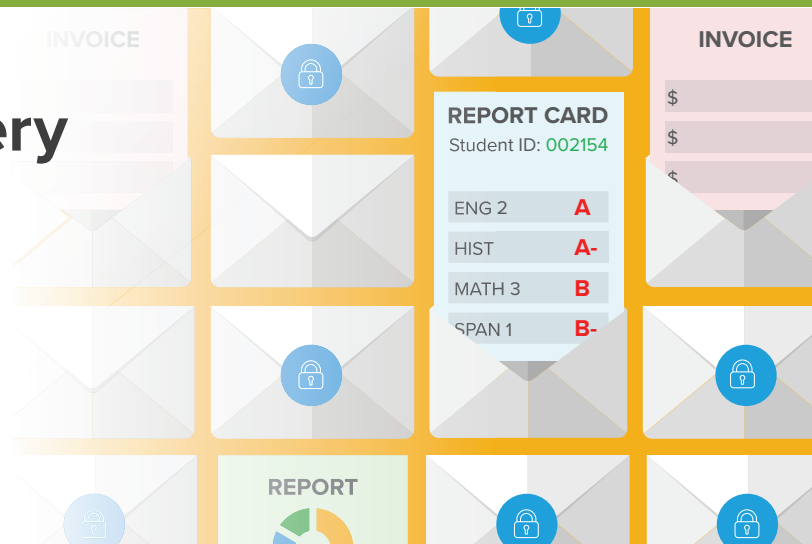 INVOICE
ery
REPORT CARD
Student ID: 002154
ENG 2 A
HIST A-
MATH 3 B
SPAN 1 B-
INVOICE
$
$
$
REPORT